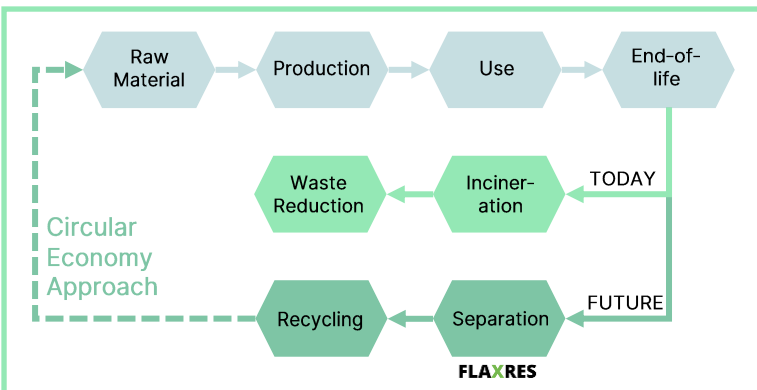 Raw
Material
Production
Use
End-of-
life
Waste
Reduction
Inciner-
ation
TODAY
Circular
Economy
Approach
Recycling
Separation
FUTURE
FLAXRES